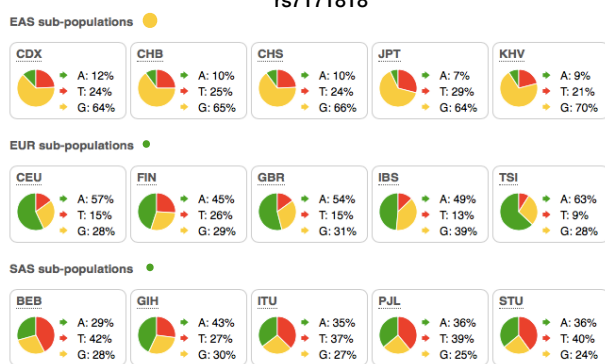 rs7171818
EAS sub-populations
CDX CHB CHS JPT KHV
A: 12% A: 10% A: 10% A: 7% A: 9%
T: 24% T: 25% T: 24% T: 29% T: 21%
G: 64% G: 65% G: 66% G: 64% G: 70%
EUR sub-populations
CEU FIN GBR IBS TSI
A: 57% A: 45% A: 54% A: 49% A: 63%
T: 15% T: 26% T: 15% T: 13% T: 9%
G: 28% G: 29% G: 31% G: 39% G: 28%
SAS sub-populations
BEB GIH ITU PJL STU
A: 29% A: 43% A: 35% A: 36% A: 36%
T: 42% T: 27% T: 37% T: 39% T: 40%
G: 28% G: 30% G: 27% G: 25% G: 24%